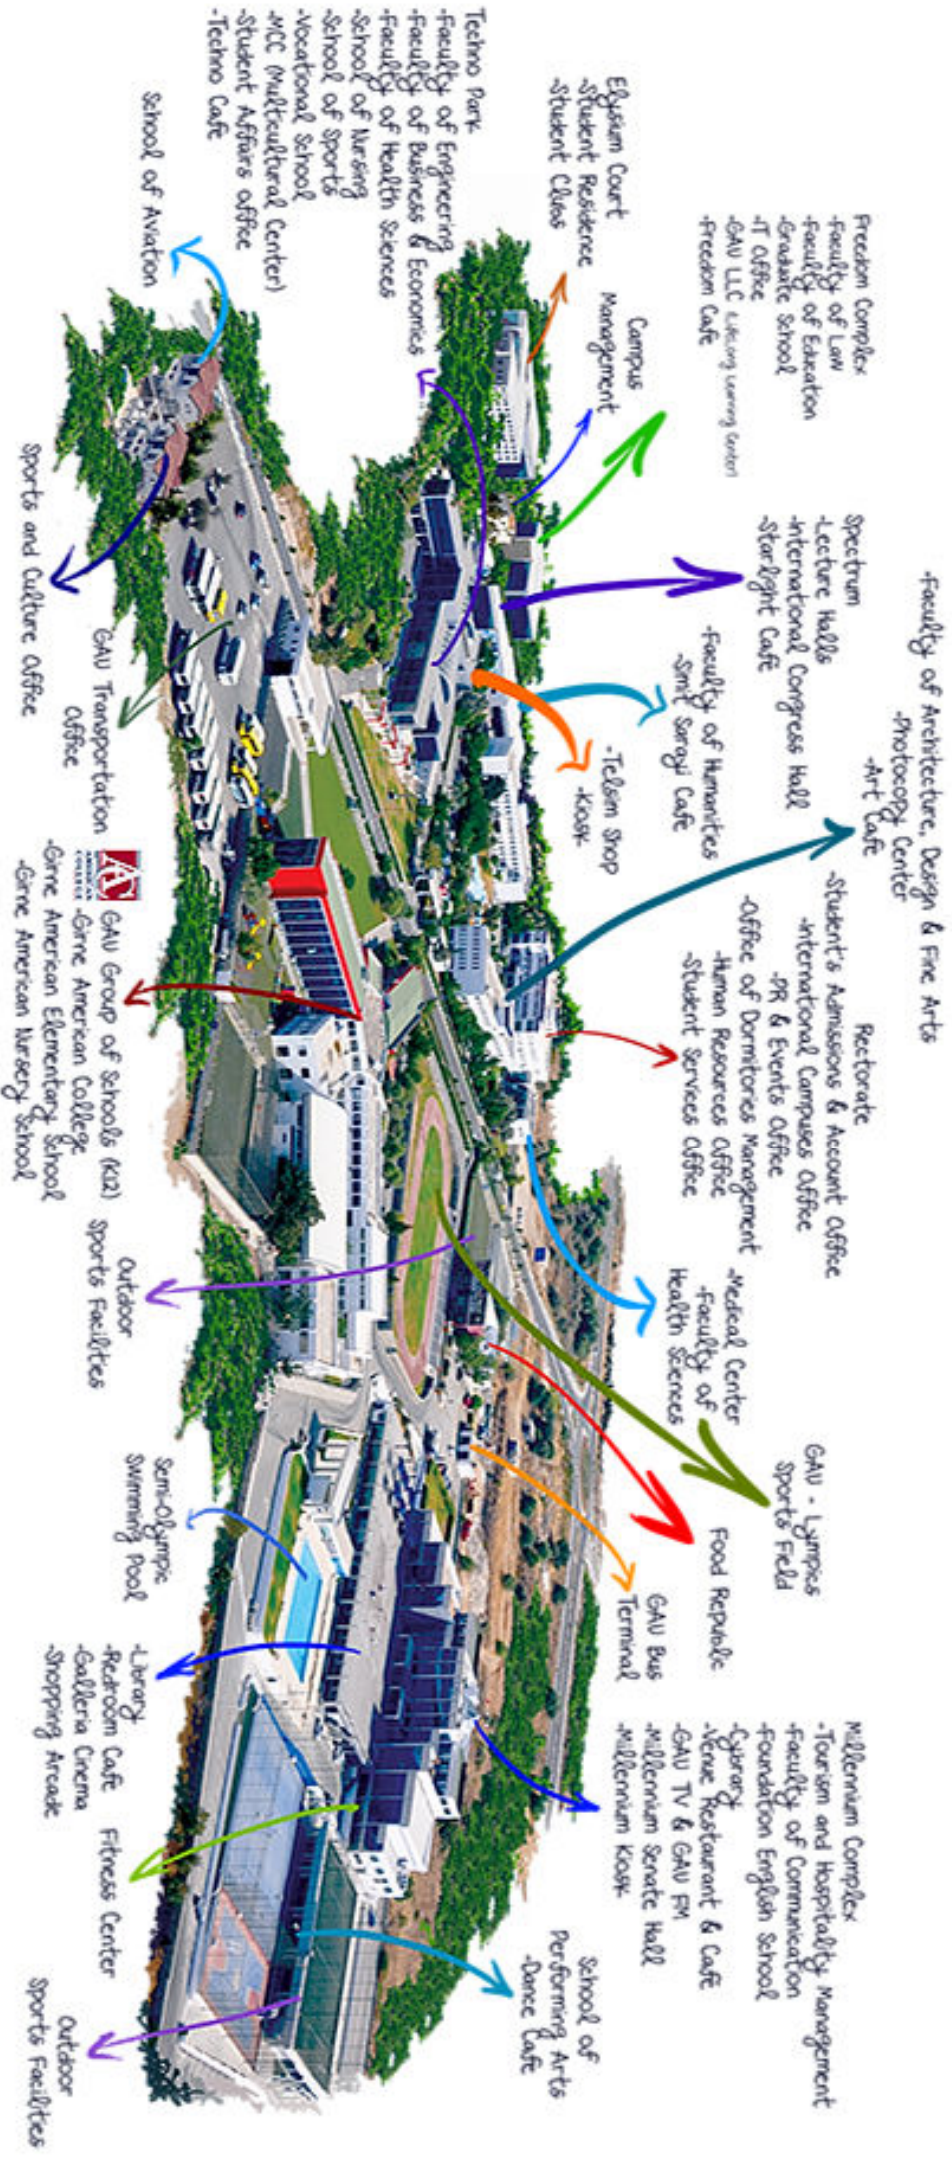 Techno Park
-Faculty of Engineering
-Faculty of Business & Economics
-Faculty of Health Sciences
-School of Nursing
-School of Sports
-Vocational School
-MCC (Multicultural Center)
-Student Affairs Office
-Techno Cafe
School of Aviation
Elysium Court
-Student Residence
-Student Clubs
Campus
Management
Freedom Complex
-Faculty of Law
-Faculty of Education
-Graduate School
-IT Office
-GAU LLC (LifeLong Learning Center)
-Freedom Cafe
Spectrum
-Lecture Halls
-International Congress Hall
-Starlight Cafe
-Faculty of Humanities
-Simit Sarayi Cafe
-Telsim Shop
-Kiosk
-Faculty of Architecture, Design & Fine Arts
-Photocopy Center
-Art Cafe
Rectorate
-Student's Admissions & Account Office
-International Campuses Office
-PR & Events Office
-Office of Dormitories Management
-Human Resources Office
-Student Services Office
-Medical Center
-Faculty of
Health Sciences
GAU - Lympics
Sports Field
Food Republic
GAU Bus
Terminal
Millennium Complex
-Tourism and Hospitality Management
-Faculty of Communication
-Foundation English School
-Cybrary
-Venue Restaurant & Cafe
-GAU TV & GAU FM
-Millennium Senate Hall
-Millennium Kiosk
School of
Performing Arts
-Dance Cafe
Sports and Culture Office
GAU Transportation
Office
AMERICAN
COLLEGE
GAU Group of Schools (K12)
-Girne American College
-Girne American Elementary School
-Girne American Nursery School
Outdoor
Sports Facilities
Semi-Olympic
Swimming Pool
-Library
-Redroom Cafe
-Galleria Cinema
-Shopping Arcade
Fitness Center
Outdoor
Sports Facilities